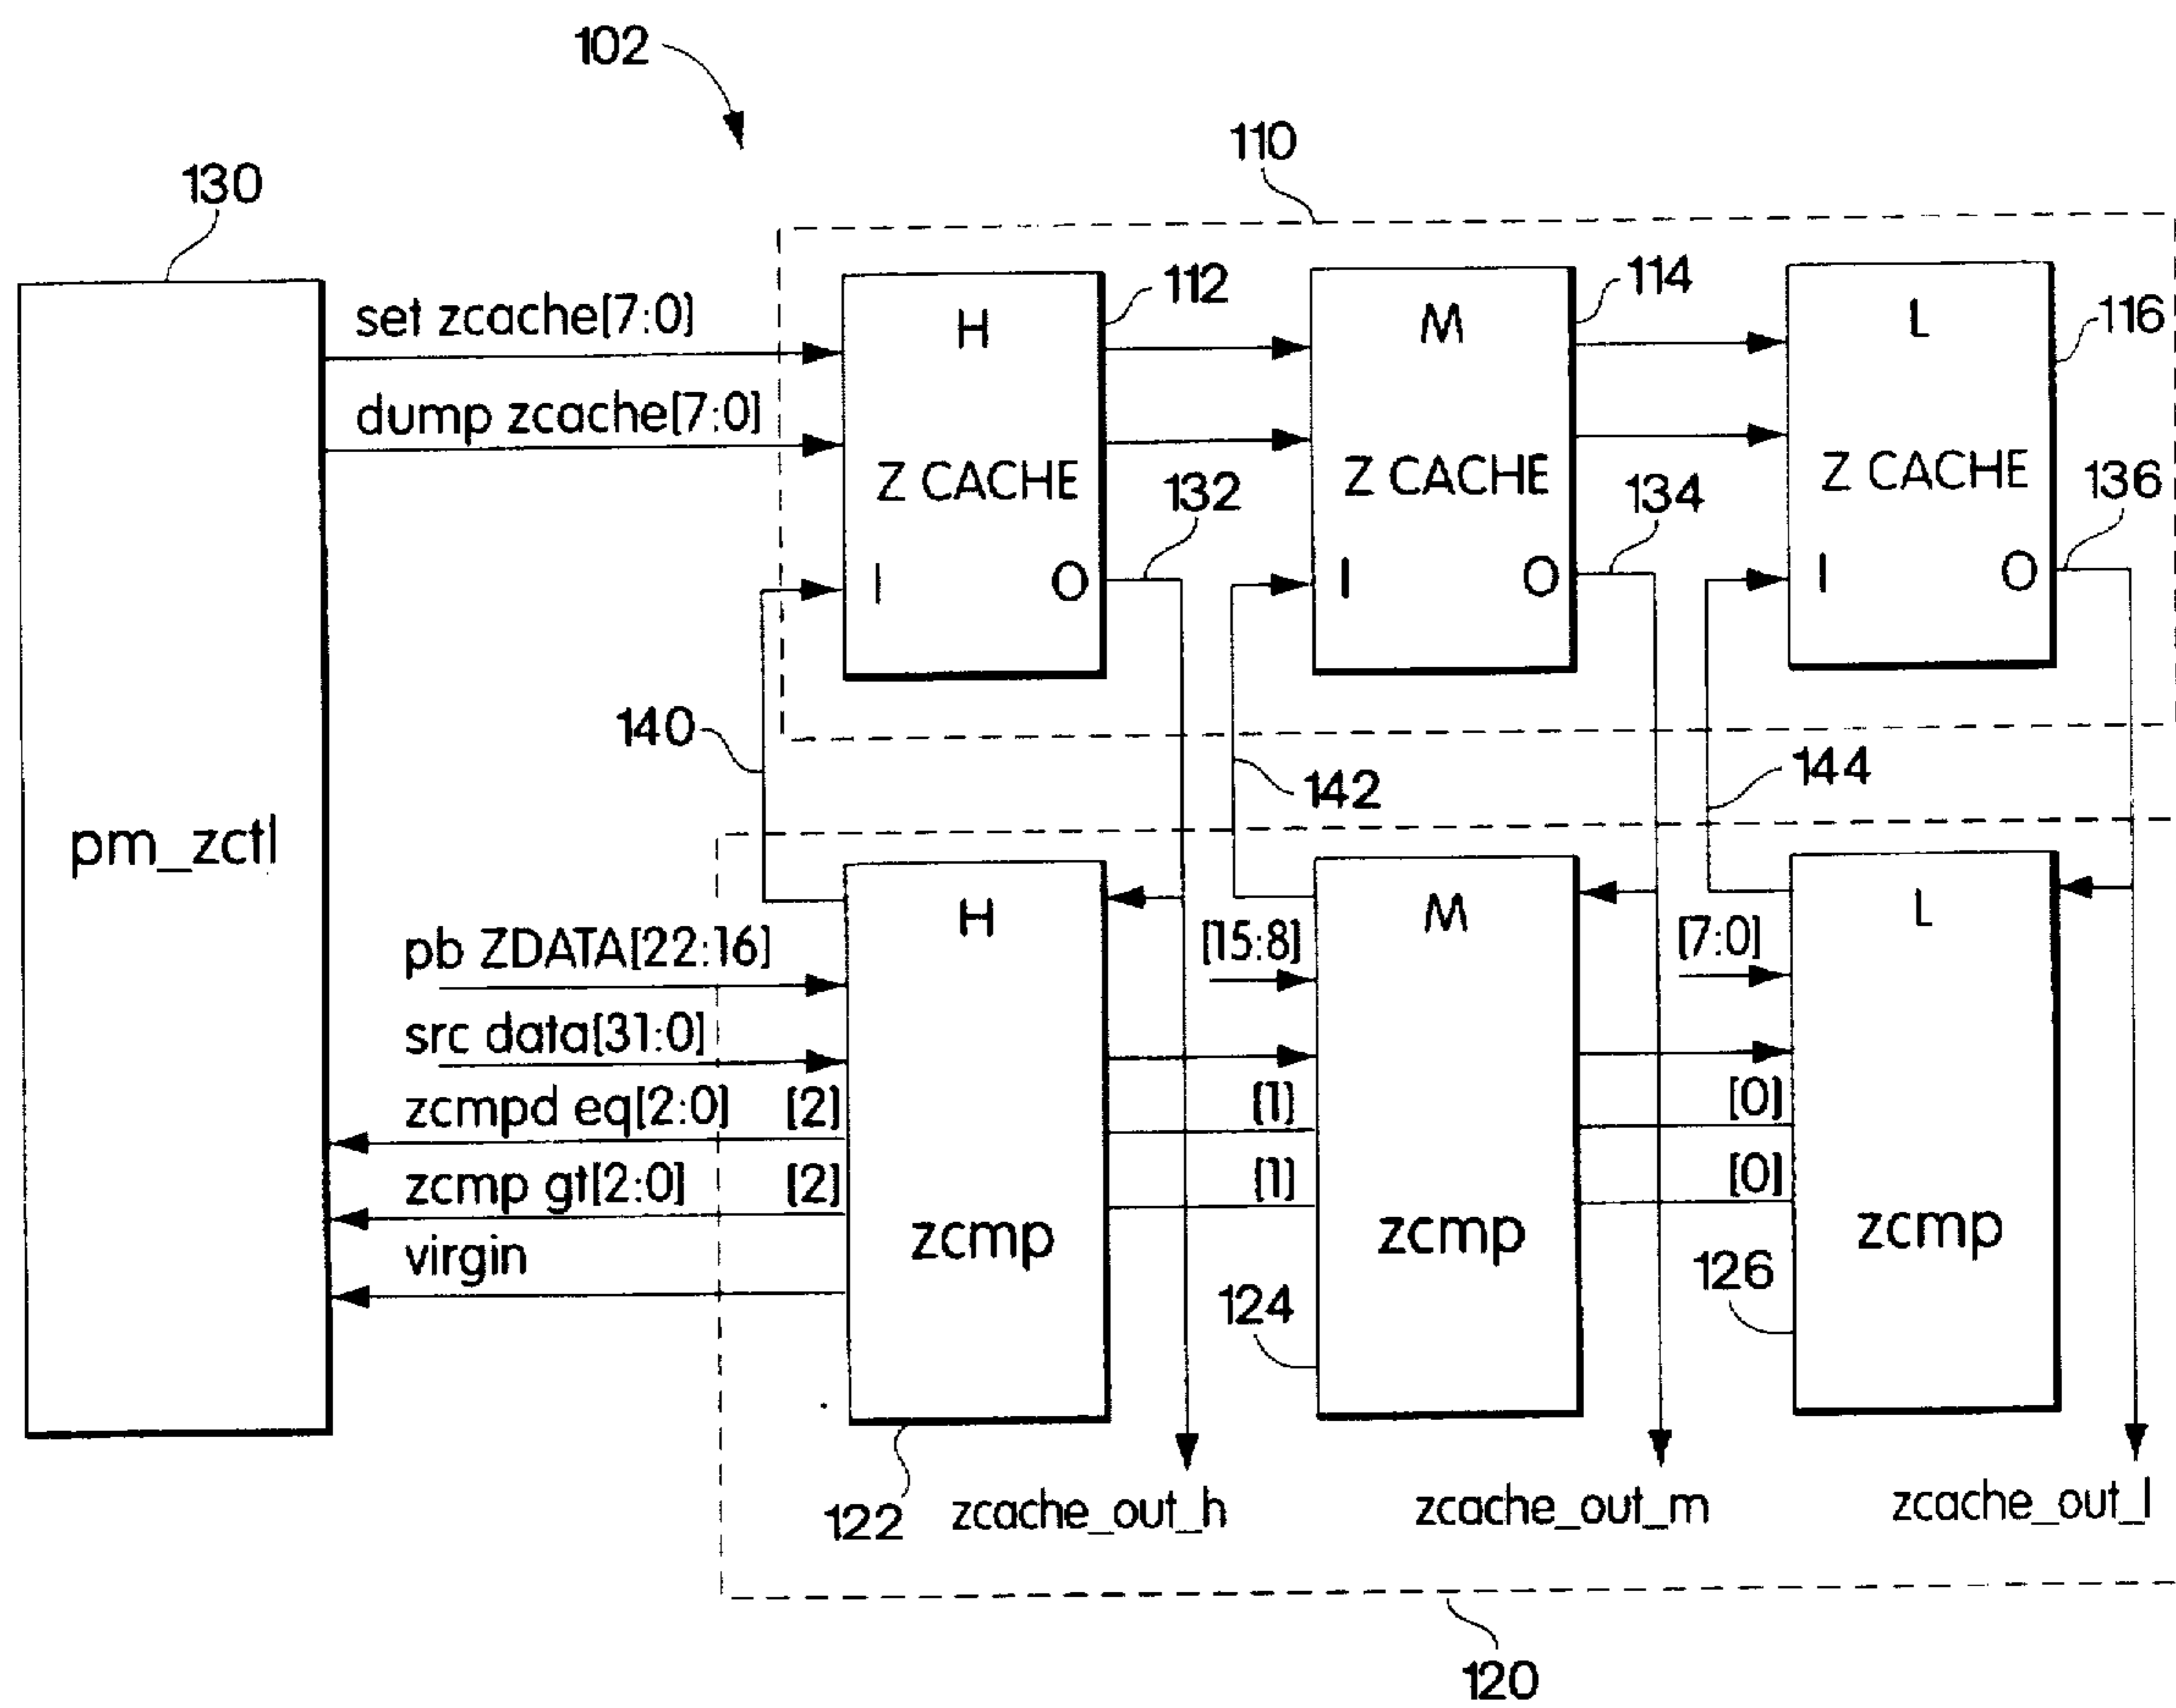 102
110
130
112
114
116
set zcache[7:0]
H
M
L
dump zcache[7:0]
Z CACHE
Z CACHE
Z CACHE
132
134
136
I
O
I
O
I
O
140
142
144
pm_zctl
H
M
L
pb ZDATA[22:16]
[15:8]
[7:0]
src data[31:0]
zcmpd eq[2:0]
[2]
[1]
[0]
zcmp gt[2:0]
[2]
[1]
[0]
zcmp
zcmp
zcmp
virgin
124
126
122
zcache_out_h
zcache_out_m
zcache_out_l
120